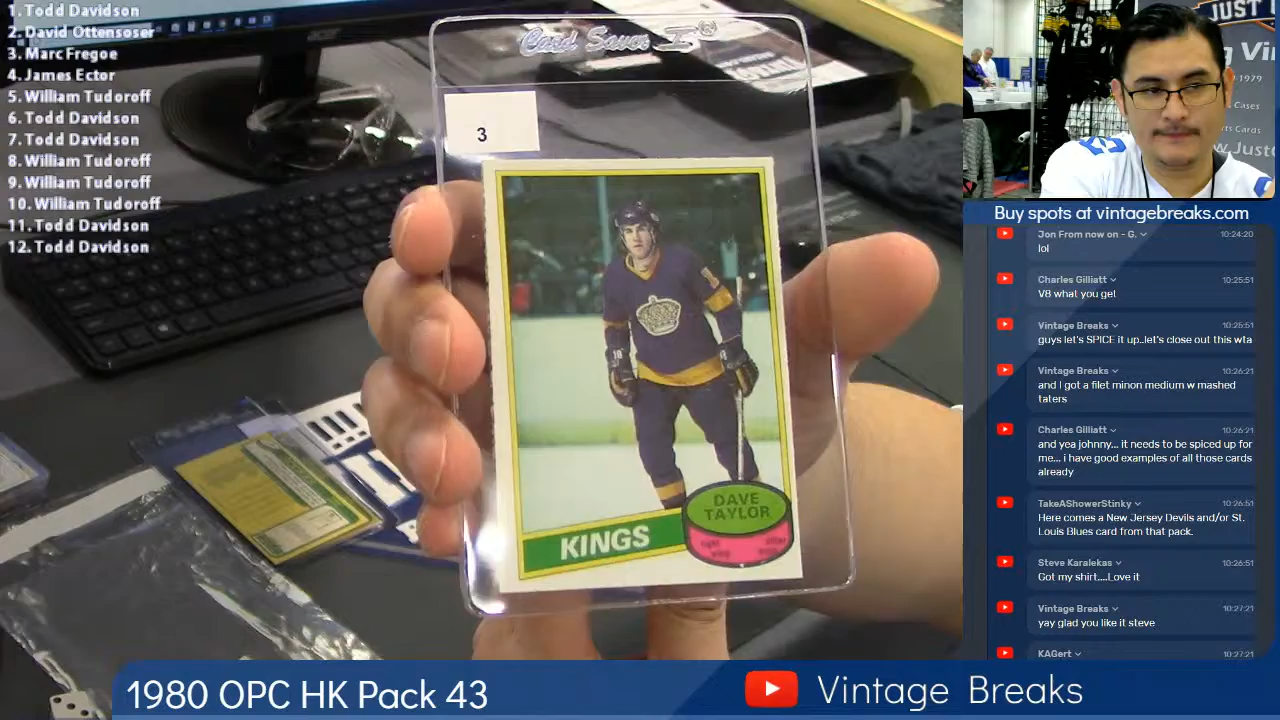 1. Todd Davidson
2. David Ottensoser
3. Marc Fregoe
4. James Ector
5. William Tudoroff
6. Todd Davidson
7. Todd Davidson
8. William Tudoroff
9. William Tudoroff
10. William Tudoroff
11. Todd Davidson
12. Todd Davidson
Card Saver I
3
DAVE
TAYLOR
right
wing
KINGS
JUST
1979
Cases
Cards
73
Buy spots at vintagebreaks.com
Jon From now on - G. 10:24:20
lol
Charles Gilliatt 10:25:51
V8 what you get
Vintage Breaks 10:25:51
guys let's SPICE it up..let's close out this wta
Vintage Breaks 10:26:21
and I got a filet minon medium w mashed
taters
Charles Gilliatt 10:26:21
and yea johnny... it needs to be spiced up for
me... i have good examples of all those cards
already
TakeAShowerStinky 10:26:51
Here comes a New Jersey Devils and/or St.
Louis Blues card from that pack.
Steve Karalekas 10:26:51
Got my shirt....Love it
Vintage Breaks 10:27:21
yay glad you like it steve
KAGert 10:27:21
1980 OPC HK Pack 43
Vintage Breaks